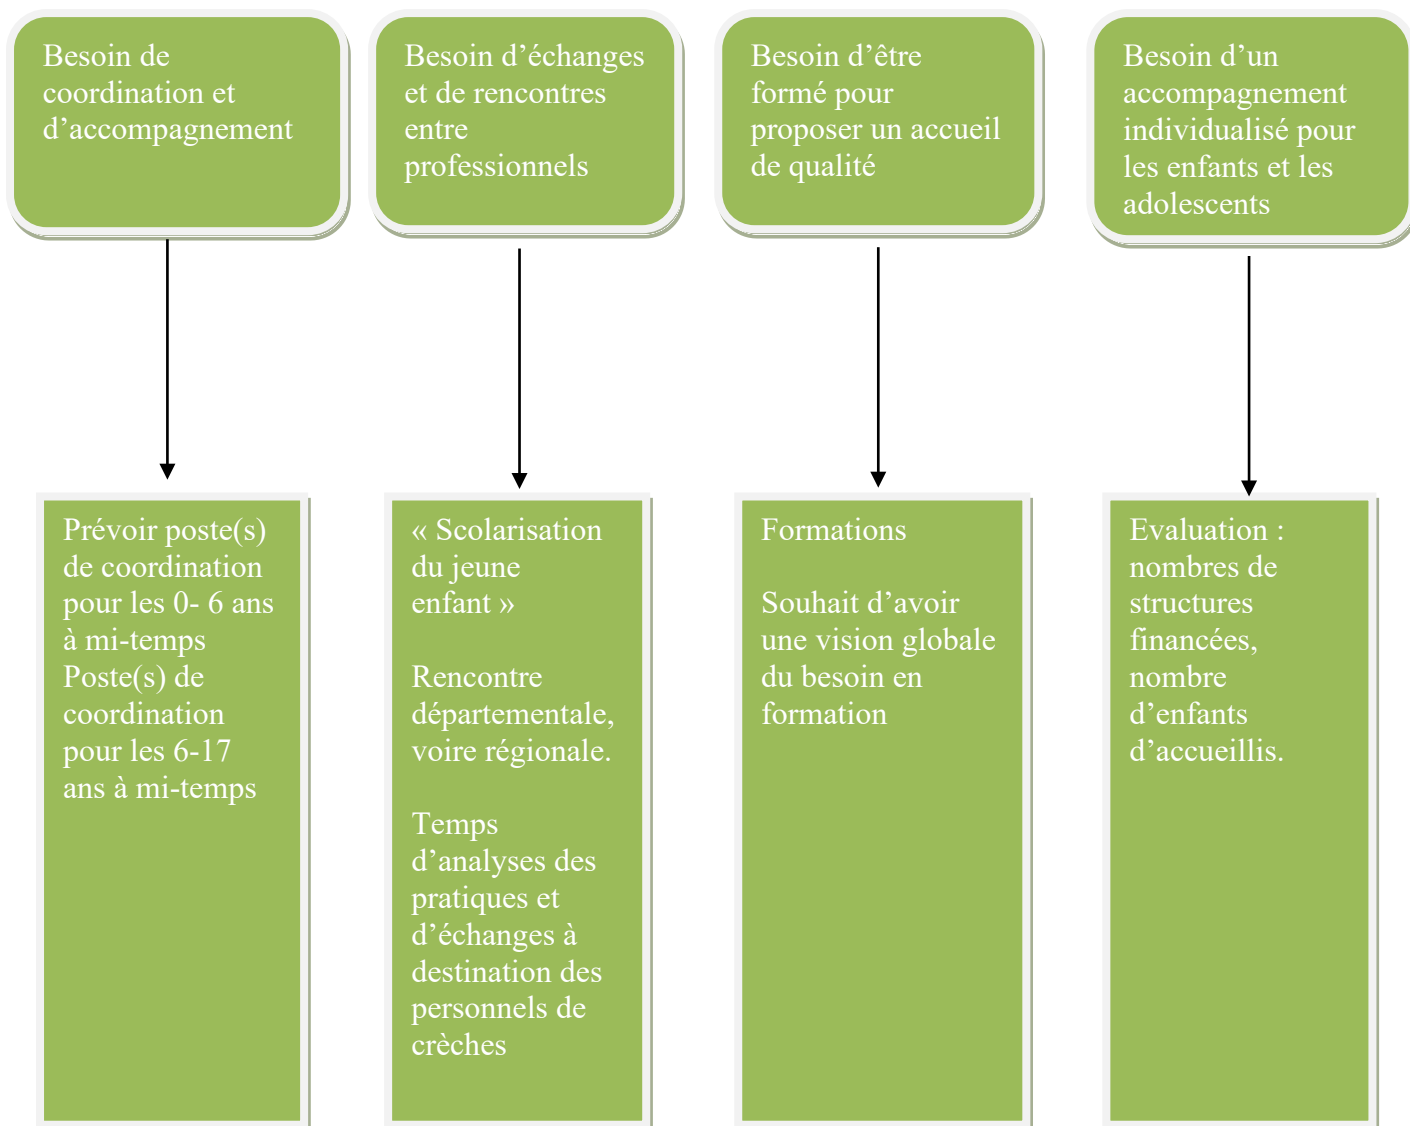 Besoin de
coordination et
d’accompagnement
Besoin d’échanges
et de rencontres
entre
professionnels
Besoin d’être
formé pour
proposer un accueil
de qualité
Besoin d’un
accompagnement
individualisé pour
les enfants et les
adolescents
Prévoir poste(s)
de coordination
pour les 0- 6 ans
à mi-temps
Poste(s) de
coordination
pour les 6-17
ans à mi-temps
« Scolarisation
du jeune
enfant »
Rencontre
départementale,
voire régionale.
Temps
d’analyses des
pratiques et
d’échanges à
destination des
personnels de
crèches
Formations
Souhait d’avoir
une vision globale
du besoin en
formation
Evaluation :
nombres de
structures
financées,
nombre
d’enfants
d’accueillis.